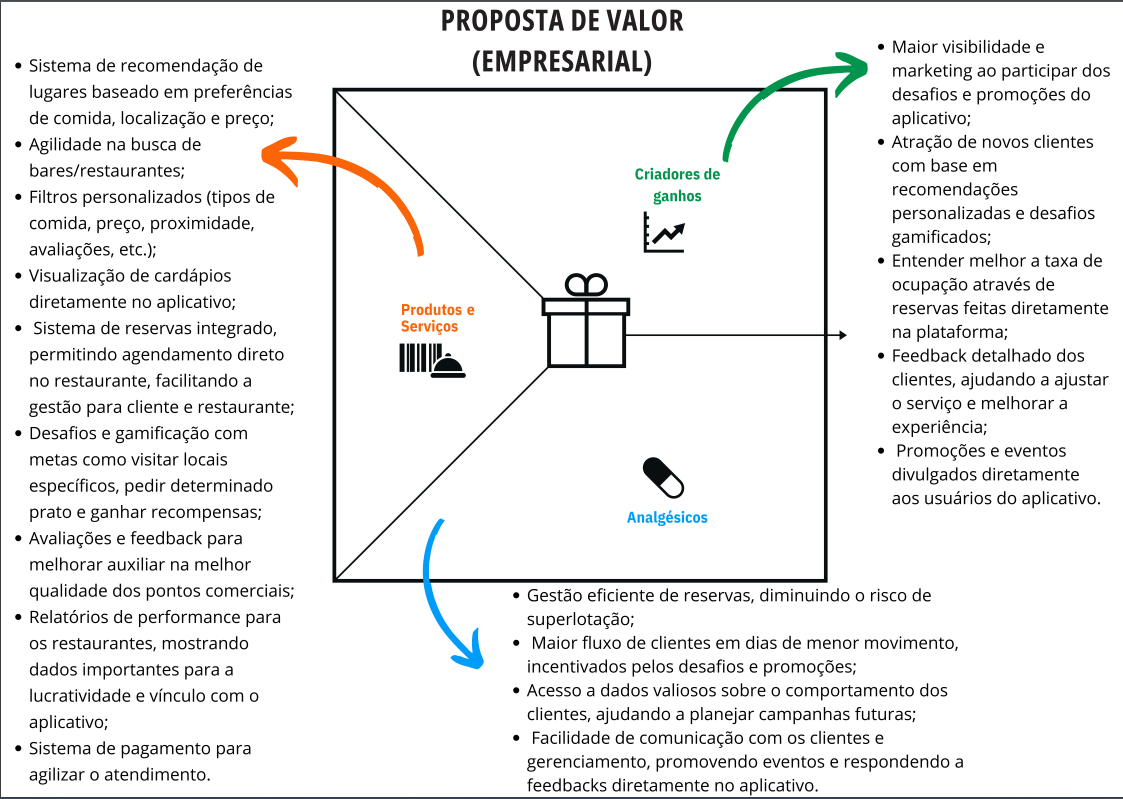 PROPOSTA DE VALOR
(EMPRESARIAL)
• Sistema de recomendação de
lugares baseado em preferências
de comida, localização e preço;
• Agilidade na busca de
bares/restaurantes;
• Filtros personalizados (tipos de
comida, preço, proximidade,
avaliações, etc.);
• Visualização de cardápios
diretamente no aplicativo;
• Sistema de reservas integrado,
permitindo agendamento direto
no restaurante, facilitando a
gestão para cliente e restaurante;
• Desafios e gamificação com
metas como visitar locais
específicos, pedir determinado
prato e ganhar recompensas;
• Avaliações e feedback para
melhorar auxiliar na melhor
qualidade dos pontos comerciais;
• Relatórios de performance para
os restaurantes, mostrando
dados importantes para a
lucratividade e vínculo com o
aplicativo;
• Sistema de pagamento para
agilizar o atendimento.
Produtos e
Serviços
Criadores de
ganhos
Analgésicos
• Maior visibilidade e
marketing ao participar dos
desafios e promoções do
aplicativo;
• Atração de novos clientes
com base em
recomendações
personalizadas e desafios
gamificados;
• Entender melhor a taxa de
ocupação através de
reservas feitas diretamente
na plataforma;
• Feedback detalhado dos
clientes, ajudando a ajustar
o serviço e melhorar a
experiência;
• Promoções e eventos
divulgados diretamente
aos usuários do aplicativo.
• Gestão eficiente de reservas, diminuindo o risco de
superlotação;
• Maior fluxo de clientes em dias de menor movimento,
incentivados pelos desafios e promoções;
• Acesso a dados valiosos sobre o comportamento dos
clientes, ajudando a planejar campanhas futuras;
• Facilidade de comunicação com os clientes e
gerenciamento, promovendo eventos e respondendo a
feedbacks diretamente no aplicativo.